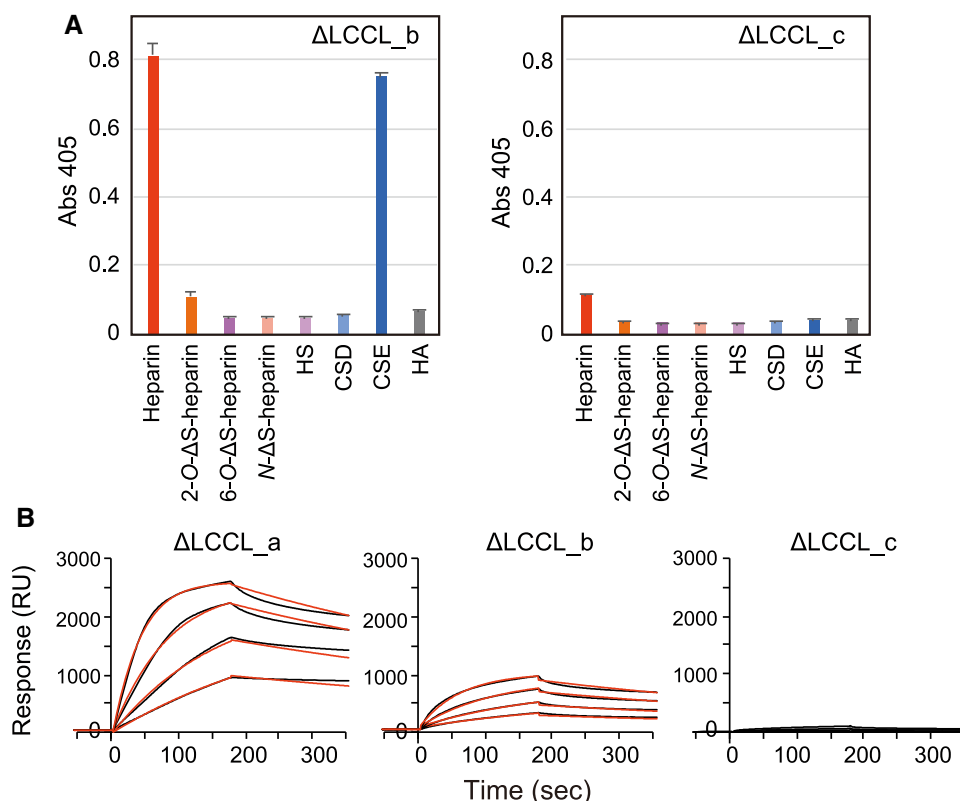 A
ΔLCCL_b
ΔLCCL_c
Abs 405
0.8
0.6
0.4
0.2
0
Heparin
2-O-ΔS-heparin
6-O-ΔS-heparin
N-ΔS-heparin
HS
CSD
CSE
HA
Abs 405
0.8
0.6
0.4
0.2
0
Heparin
2-O-ΔS-heparin
6-O-ΔS-heparin
N-ΔS-heparin
HS
CSD
CSE
HA
B
ΔLCCL_a
ΔLCCL_b
ΔLCCL_c
Response (RU)
3000
2000
1000
0
0 100 200 300
3000
2000
1000
0
0 100 200 300
3000
2000
1000
0
0 100 200 300
Time (sec)